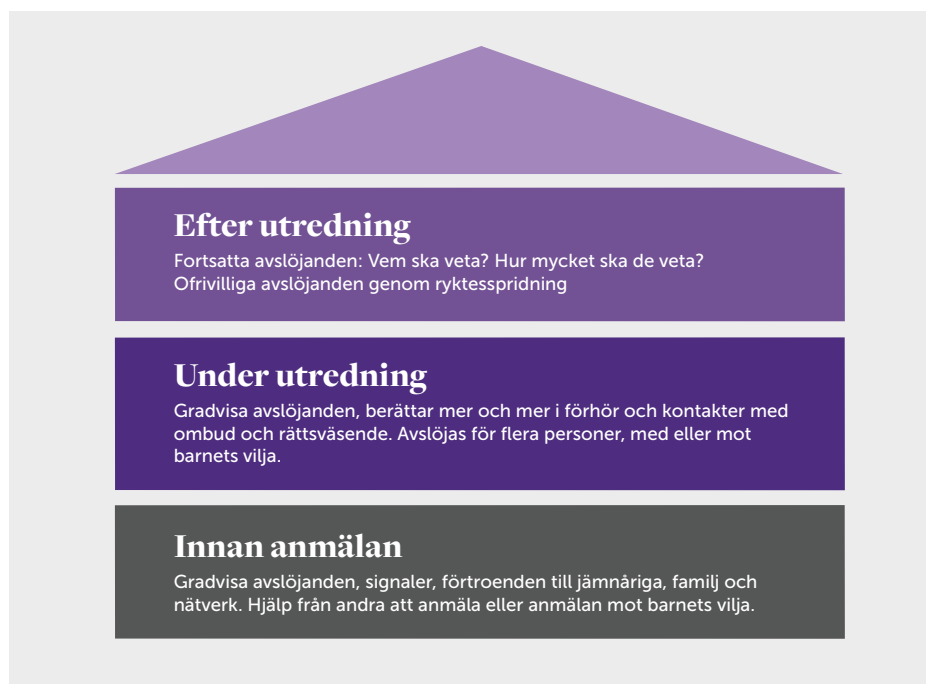 Efter utredning
Fortsatta avslöjanden: Vem ska veta? Hur mycket ska de veta?
Ofrivilliga avslöjanden genom ryktesspridning
Under utredning
Gradvisa avslöjanden, berättar mer och mer i förhör och kontakter med
ombud och rättsväsende. Avslöjas för flera personer, med eller mot
barnets vilja.
Innan anmälan
Gradvisa avslöjanden, signaler, förtroenden till jämnåriga, familj och
nätverk. Hjälp från andra att anmäla eller anmälan mot barnets vilja.